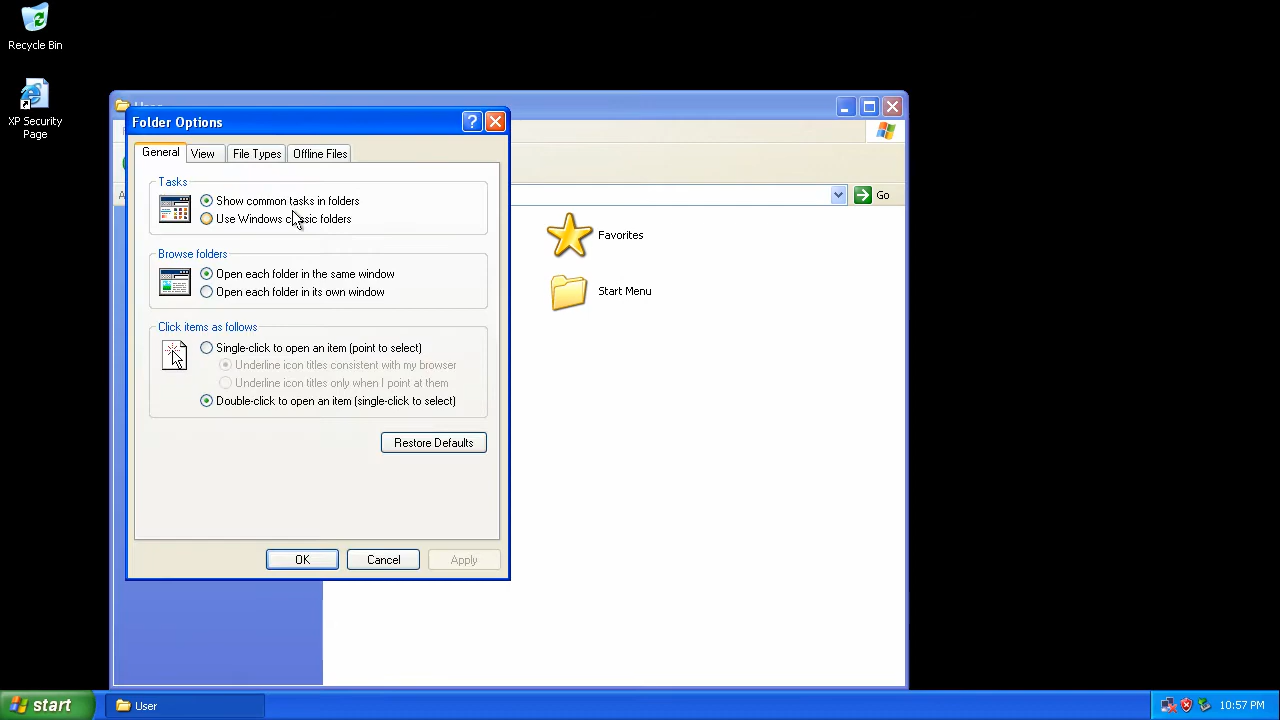 Recycle Bin
XP Security
Page
User
Folder Options
General
View
File Types
Offline Files
Tasks
Show common tasks in folders
Use Windows classic folders
Browse folders
Open each folder in the same window
Open each folder in its own window
Click items as follows
Single-click to open an item (point to select)
Underline icon titles consistent with my browser
Underline icon titles only when I point at them
Double-click to open an item (single-click to select)
Restore Defaults
OK
Cancel
Apply
Go
Favorites
Start Menu
start
User
10:57 PM